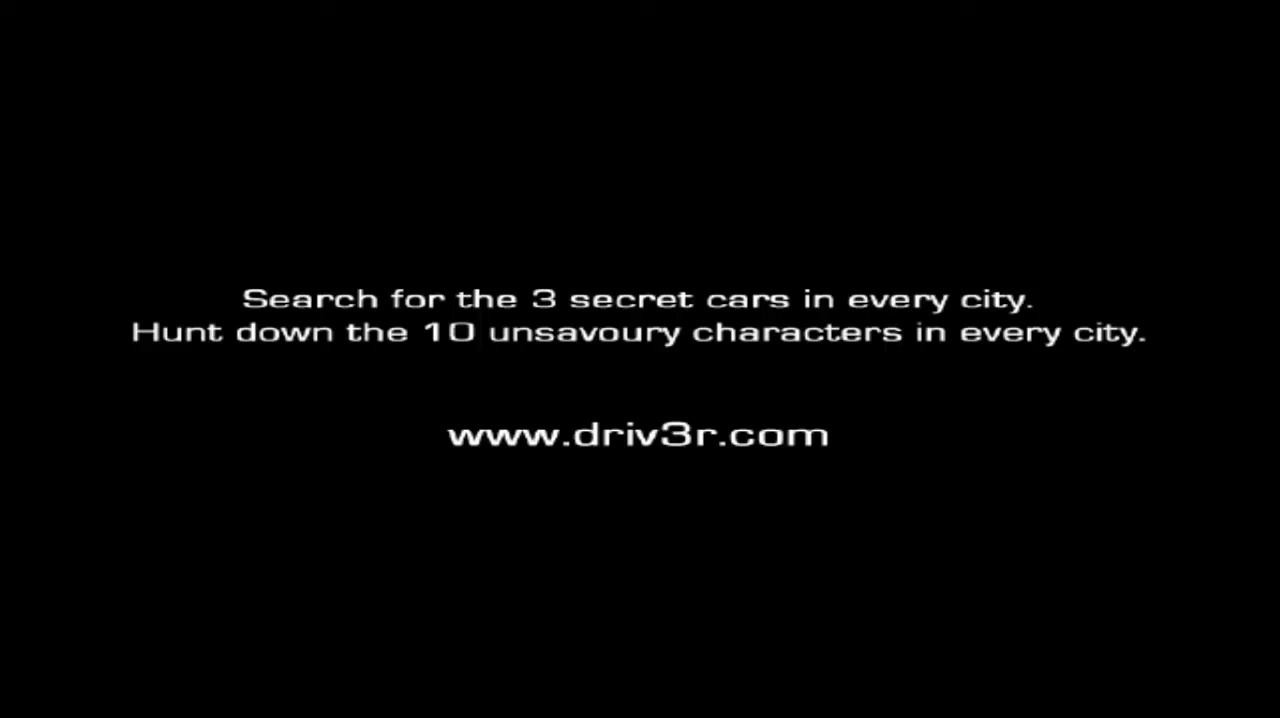 Search for the 3 secret cars in every city.
Hunt down the 10 unsavoury characters in every city.
www.driv3r.com